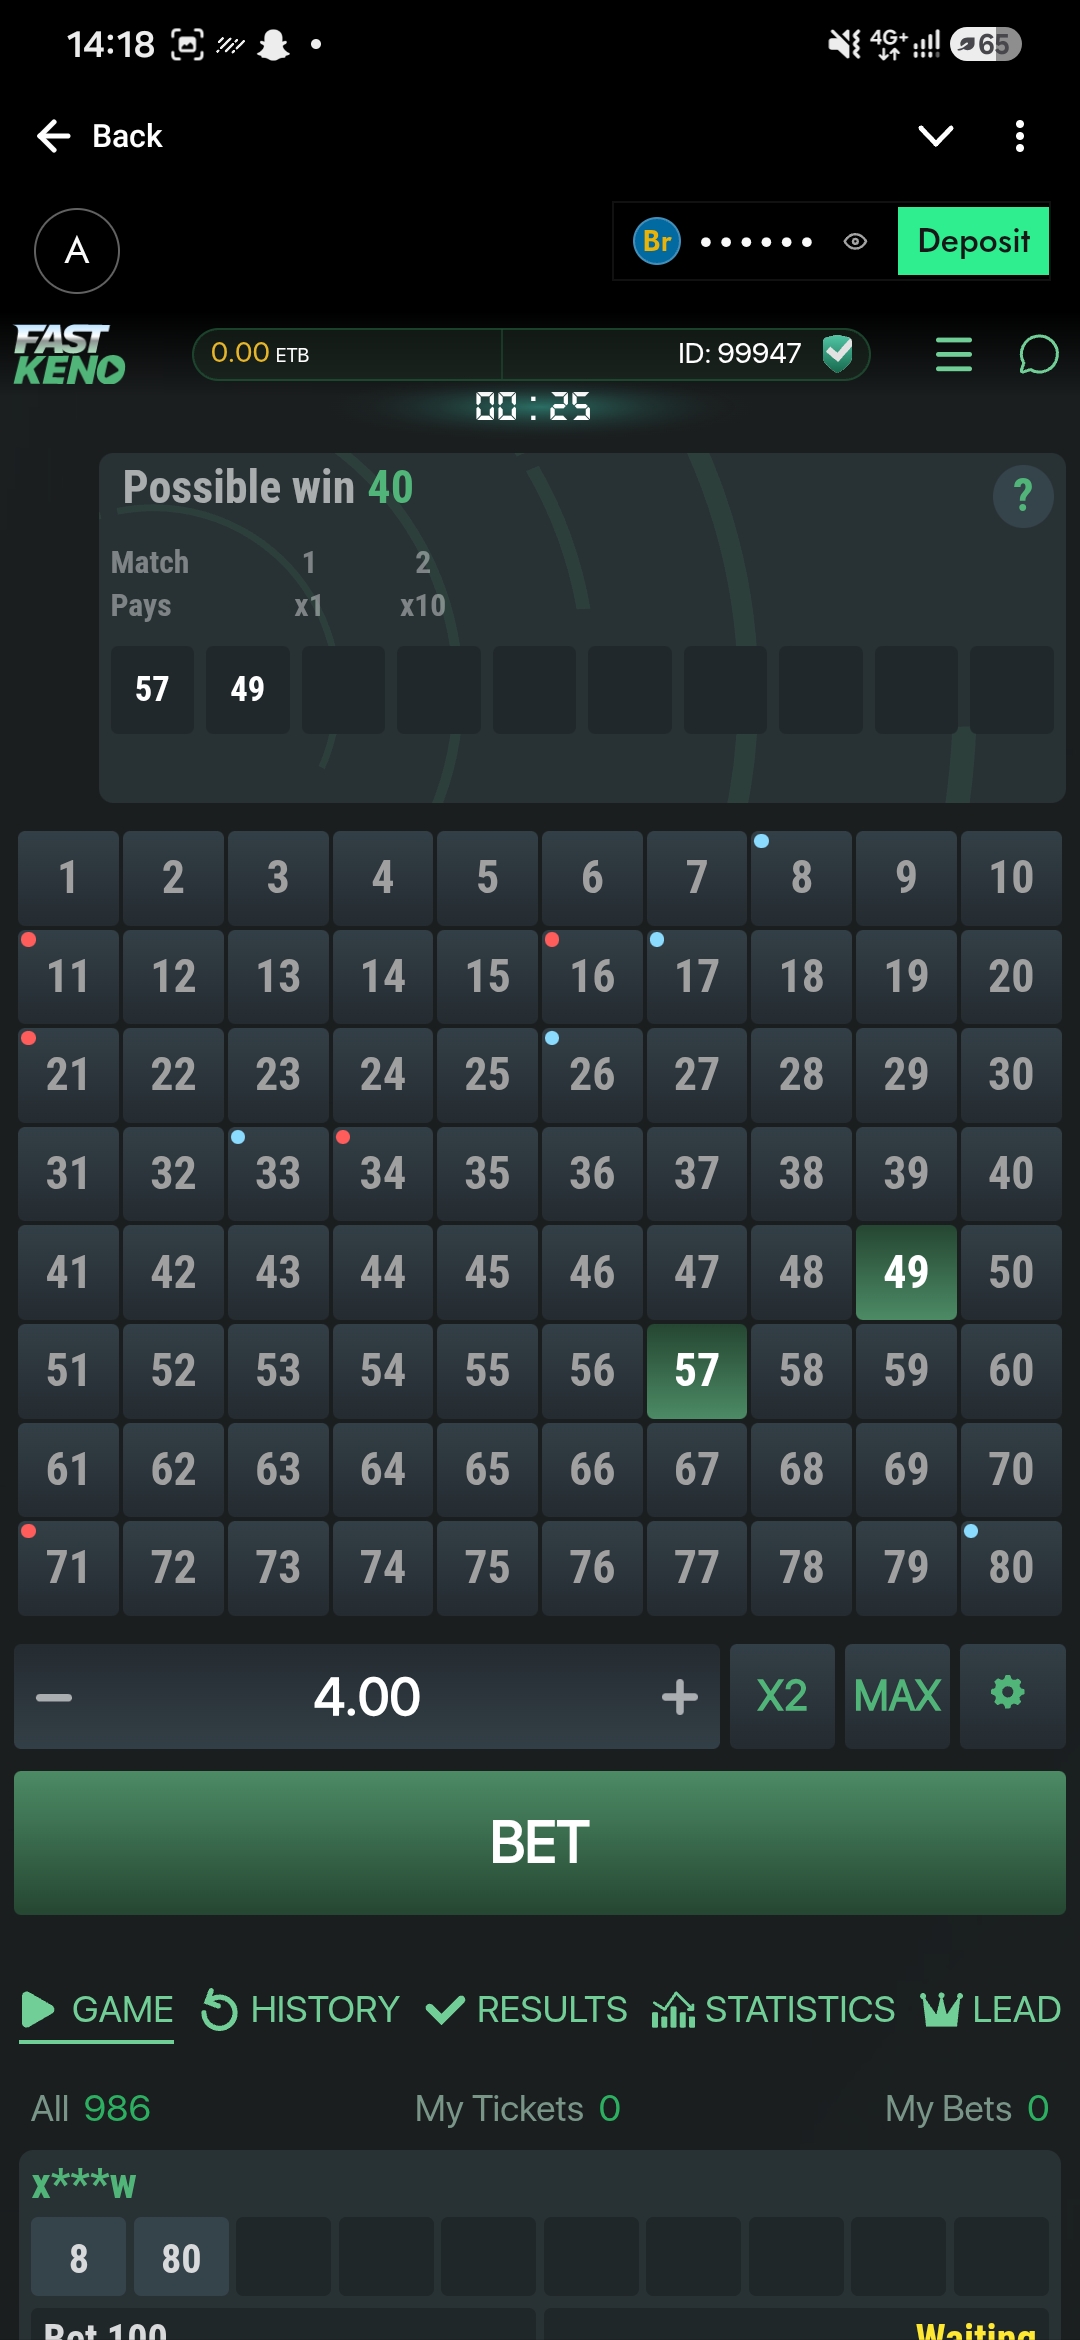 14:18 4G+ 65
Back
A Br •••••• Deposit
FAST
KENO
0.00 ETB ID: 99947
00:25
Possible win 40 ?
Match 1 2
Pays x1 x10
57 49
1 2 3 4 5 6 7 8 9 10
11 12 13 14 15 16 17 18 19 20
21 22 23 24 25 26 27 28 29 30
31 32 33 34 35 36 37 38 39 40
41 42 43 44 45 46 47 48 49 50
51 52 53 54 55 56 57 58 59 60
61 62 63 64 65 66 67 68 69 70
71 72 73 74 75 76 77 78 79 80
− 4.00 + X2 MAX
BET
GAME HISTORY RESULTS STATISTICS LEAD
All 986 My Tickets 0 My Bets 0
x***w
8 80
Bet 100 Waiting